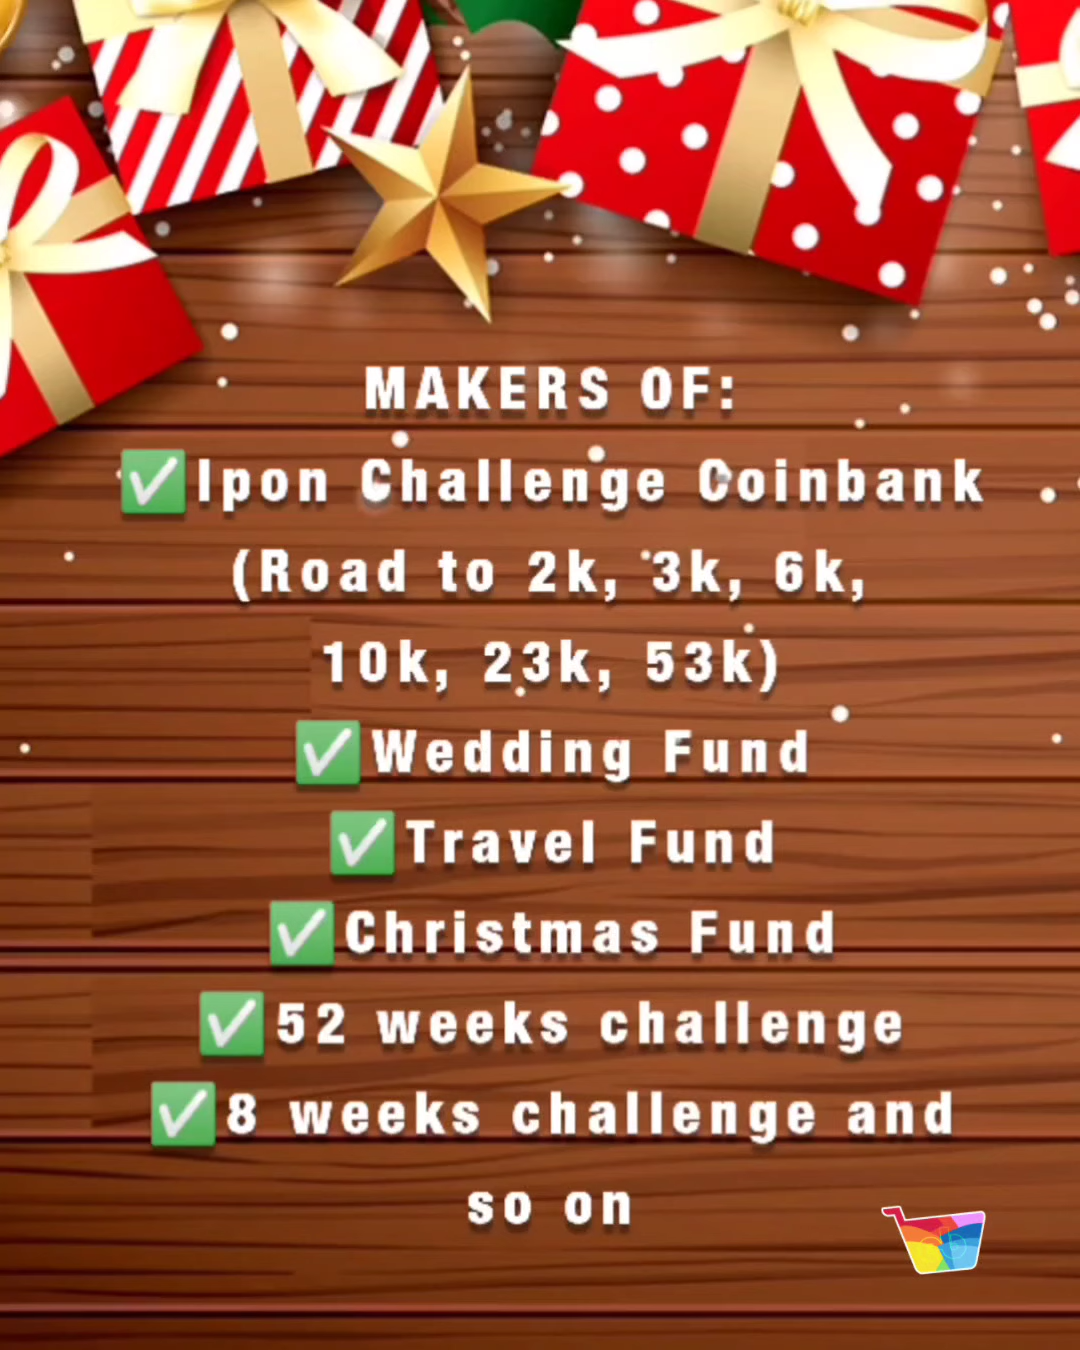 MAKERS OF:
✅Ipon Challenge Coinbank
(Road to 2k, 3k, 6k,
10k, 23k, 53k)
✅Wedding Fund
✅Travel Fund
✅Christmas Fund
✅52 weeks challenge
✅8 weeks challenge and
so on